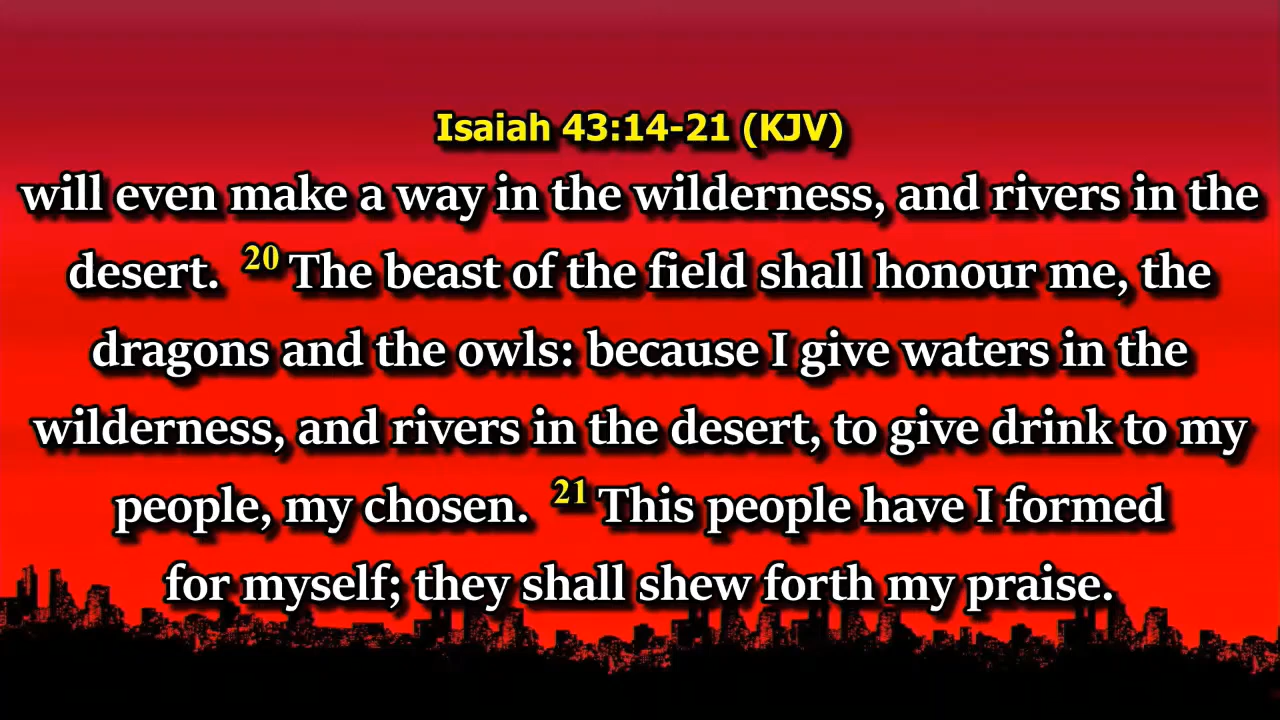 Isaiah 43:14-21 (KJV)
will even make a way in the wilderness, and rivers in the
desert. 20 The beast of the field shall honour me, the
dragons and the owls: because I give waters in the
wilderness, and rivers in the desert, to give drink to my
people, my chosen. 21 This people have I formed
for myself; they shall shew forth my praise.